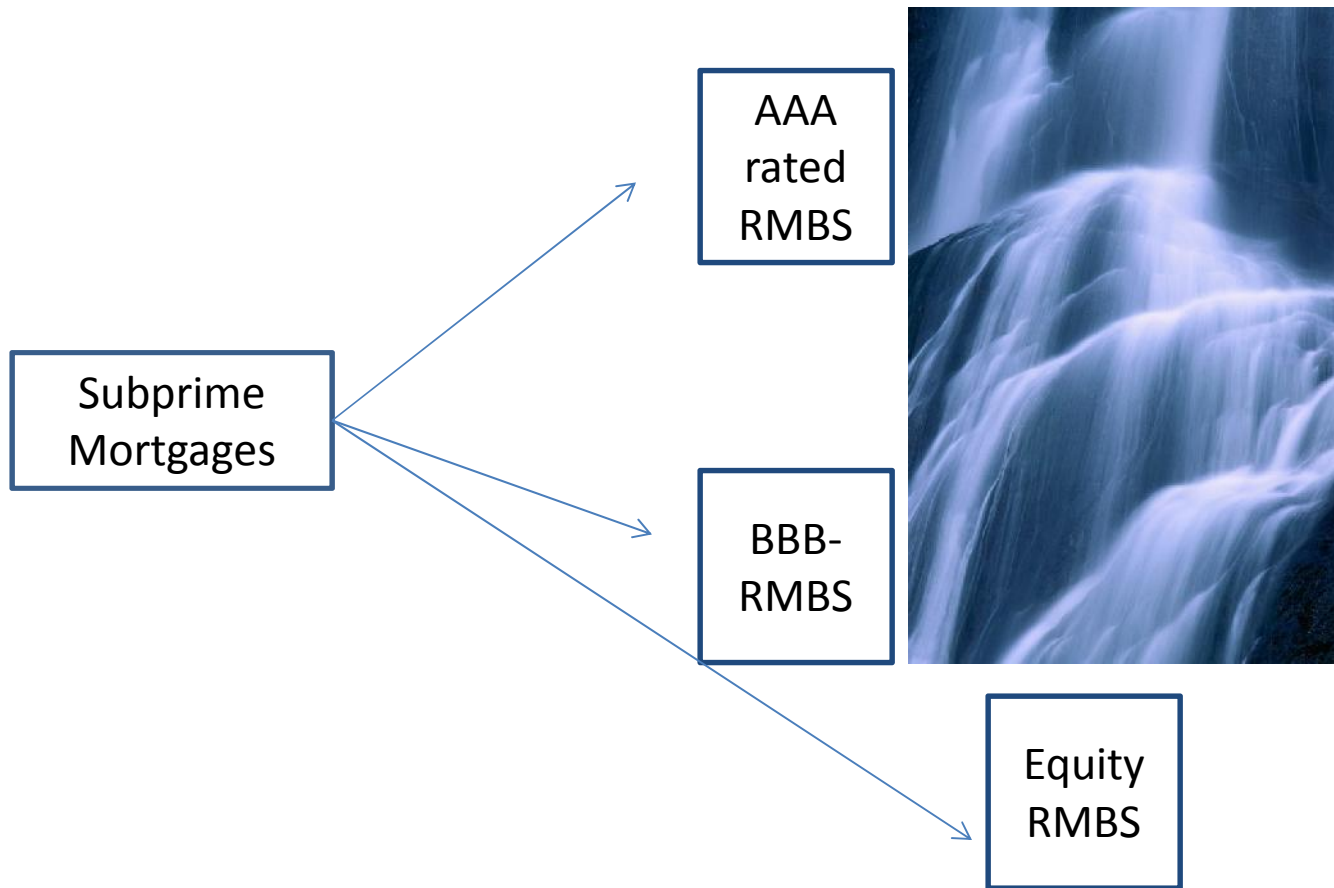 AAA
rated
RMBS
Subprime
Mortgages
BBB-
RMBS
Equity
RMBS